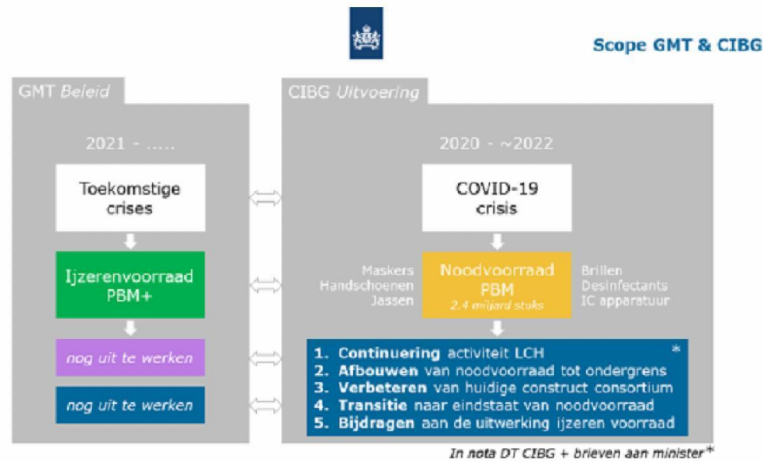 Scope GMT & CIBG
GMT Beleid
2021 - .....
Toekomstige
crises
Ijzerenvoorraad
PBM+
nog uit te werken
nog uit te werken
CIBG Uitvoering
2020 - ~2022
COVID-19
crisis
Maskers
Handschoenen
Jassen
Noodvoorraad
PBM
2,4 miljard stuks
Brillen
Desinfectants
IC apparatuur
1. Continuering activiteit LCH *
2. Afbouwen van noodvoorraad tot ondergrens
3. Verbeteren van huidige construct consortium
4. Transitie naar eindstaat van noodvoorraad
5. Bijdragen aan de uitwerking ijzeren voorraad
In nota DT CIBG + brieven aan minister*